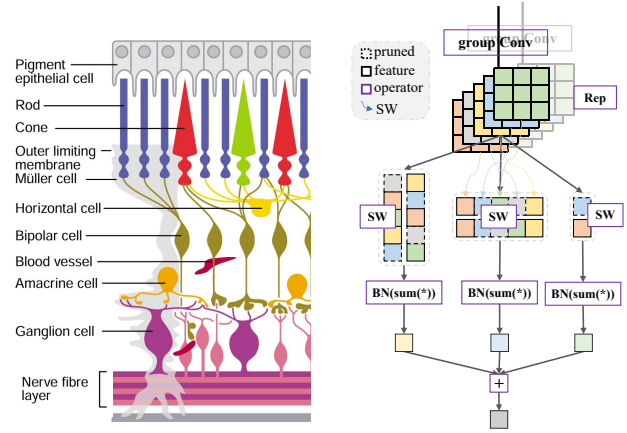 Pigment
epithelial cell
Rod
Cone
Outer limiting
membrane
Müller cell
Horizontal cell
Bipolar cell
Blood vessel
Amacrine cell
Ganglion cell
Nerve fibre
layer
group Conv
group Conv
pruned
feature
operator
SW
Rep
SW
SW
SW
BN(sum(*))
BN(sum(*))
BN(sum(*))
+